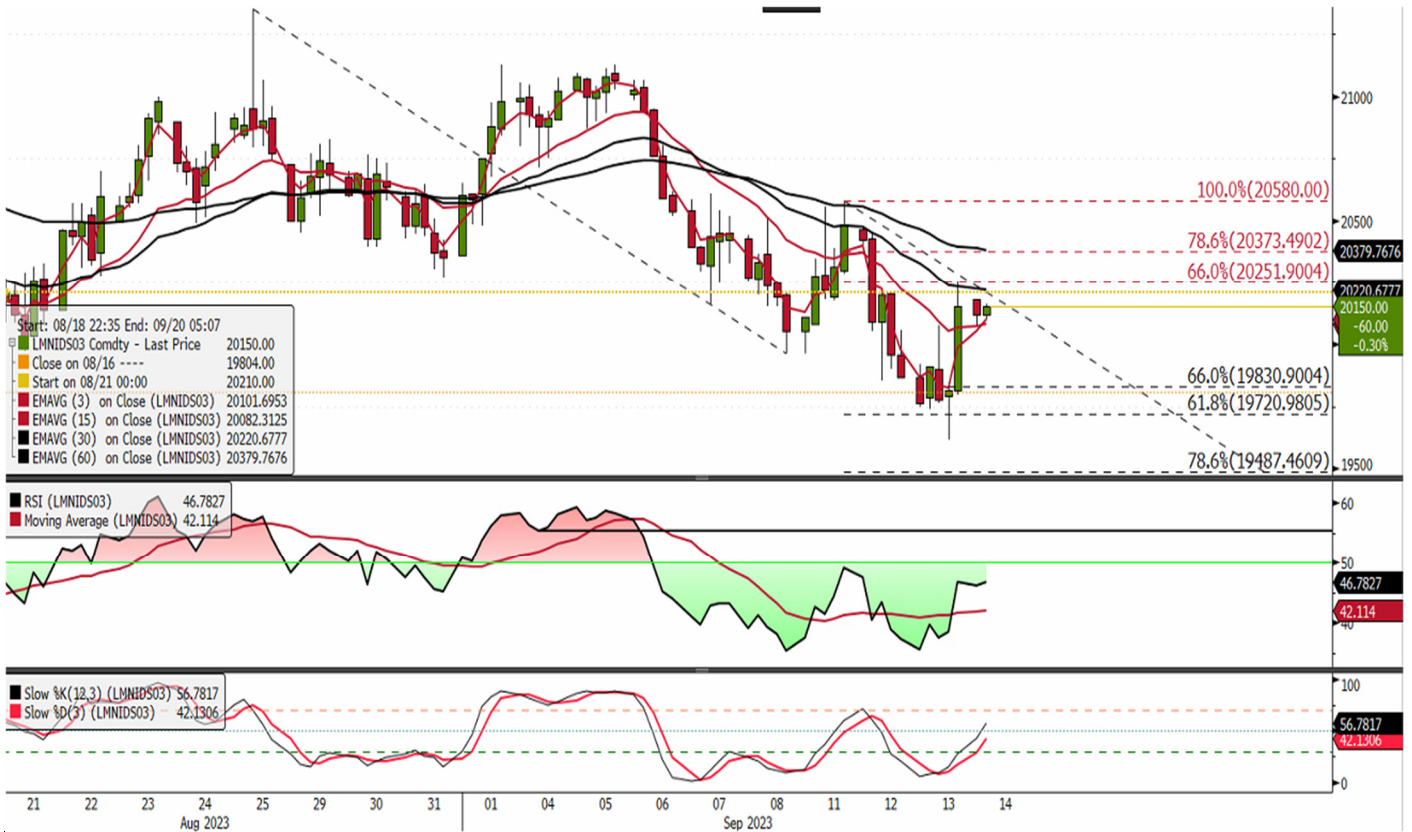 21000
100.0%(20580.00)
20500
78.6%(20373.4902)
20379.7676
66.0%(20251.9004)
20220.6777
20150.00
-60.00
-0.30%
66.0%(19830.9004)
61.8%(19720.9805)
78.6%(19487.4609)
19500
Start: 08/18 22:35 End: 09/20 05:07
LMNIDS03 Comdty - Last Price 20150.00
Close on 08/16 ---- 19804.00
Start on 08/21 00:00 20210.00
EMAVG (3) on Close (LMNIDS03) 20101.6953
EMAVG (15) on Close (LMNIDS03) 20082.3125
EMAVG (30) on Close (LMNIDS03) 20220.6777
EMAVG (60) on Close (LMNIDS03) 20379.7676
RSI (LMNIDS03) 46.7827
Moving Average (LMNIDS03) 42.114
60
50
46.7827
42.114
40
Slow %K(12,3) (LMNIDS03) 56.7817
Slow %D(3) (LMNIDS03) 42.1306
100
56.7817
42.1306
0
21 22 23 24 25 29 30 31 01 04 05 06 07 08 11 12 13 14
Aug 2023 Sep 2023